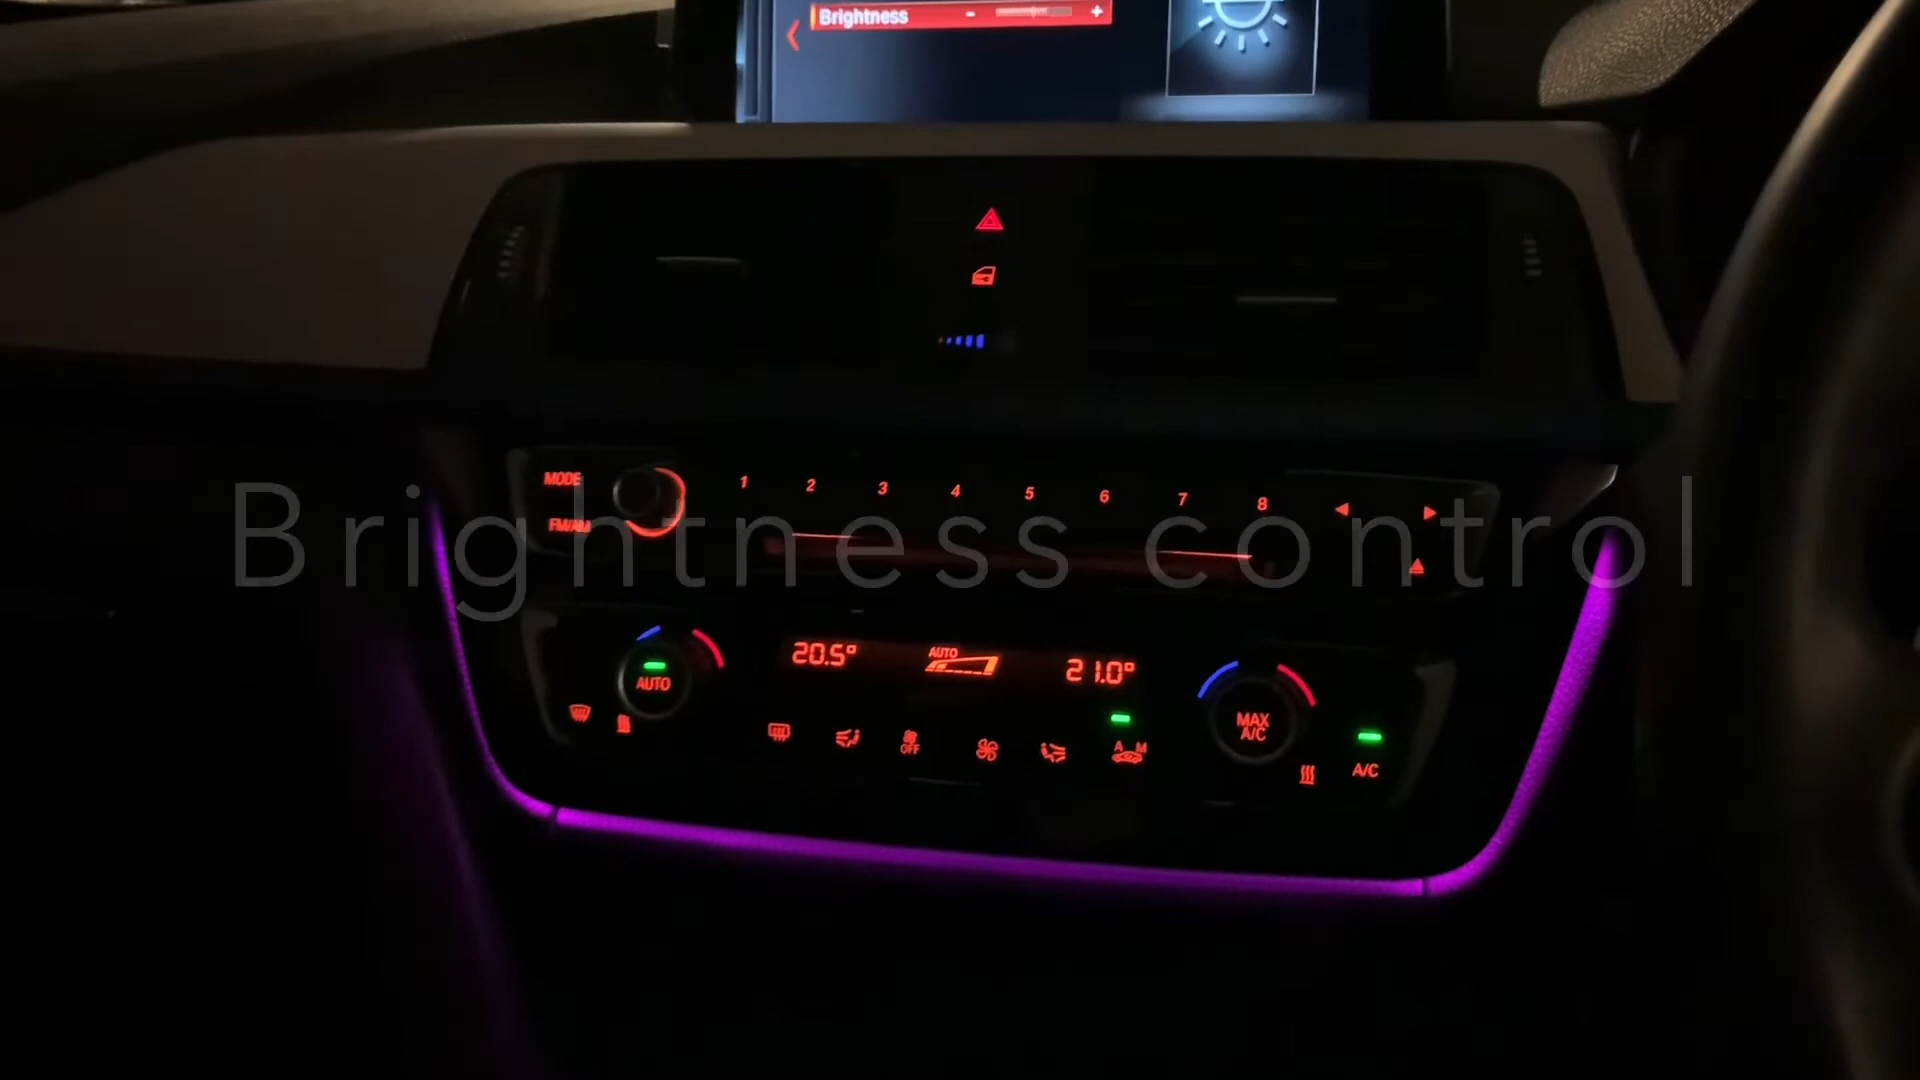 Brightness - +
MODE 1 2 3 4 5 6 7 8
FM/AM
Brightness control
20.5° AUTO 21.0°
AUTO
MAX
A/C
OFF
A M
A/C